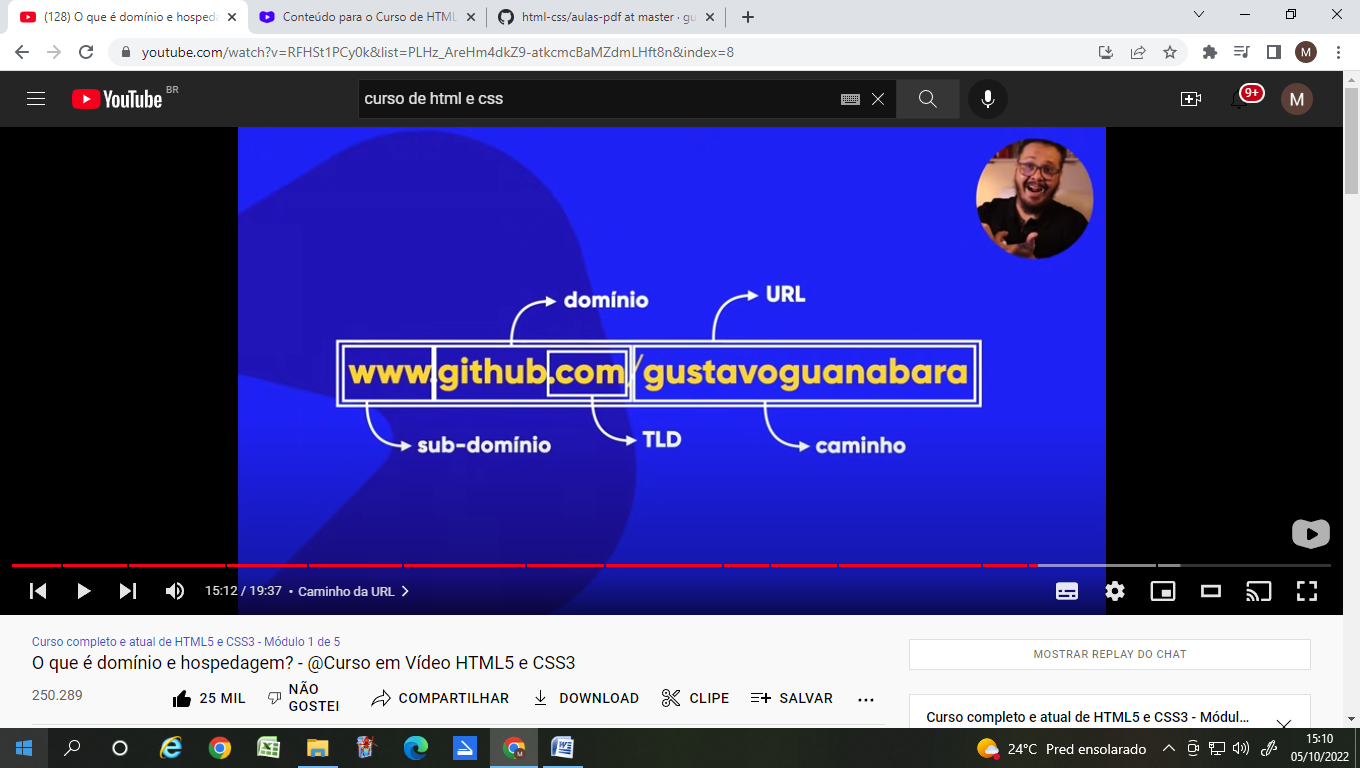 (128) O que é domínio e hospeda
Conteúdo para o Curso de HTML
html-css/aulas-pdf at master · gu
youtube.com/watch?v=RFHSt1PCy0k&list=PLHz_AreHm4dkZ9-atkcmcBaMZdmLHft8n&index=8
M
YouTube BR
curso de html e css
9+
M
domínio
URL
www.github.com/gustavoguanabara
sub-domínio
TLD
caminho
15:12 / 19:37 • Caminho da URL
Curso completo e atual de HTML5 e CSS3 - Módulo 1 de 5
O que é domínio e hospedagem? - @Curso em Vídeo HTML5 e CSS3
250.289
25 MIL
NÃO
GOSTEI
COMPARTILHAR
DOWNLOAD
CLIPE
SALVAR
MOSTRAR REPLAY DO CHAT
Curso completo e atual de HTML5 e CSS3 - Módul...
24°C Pred ensolarado
15:10
05/10/2022